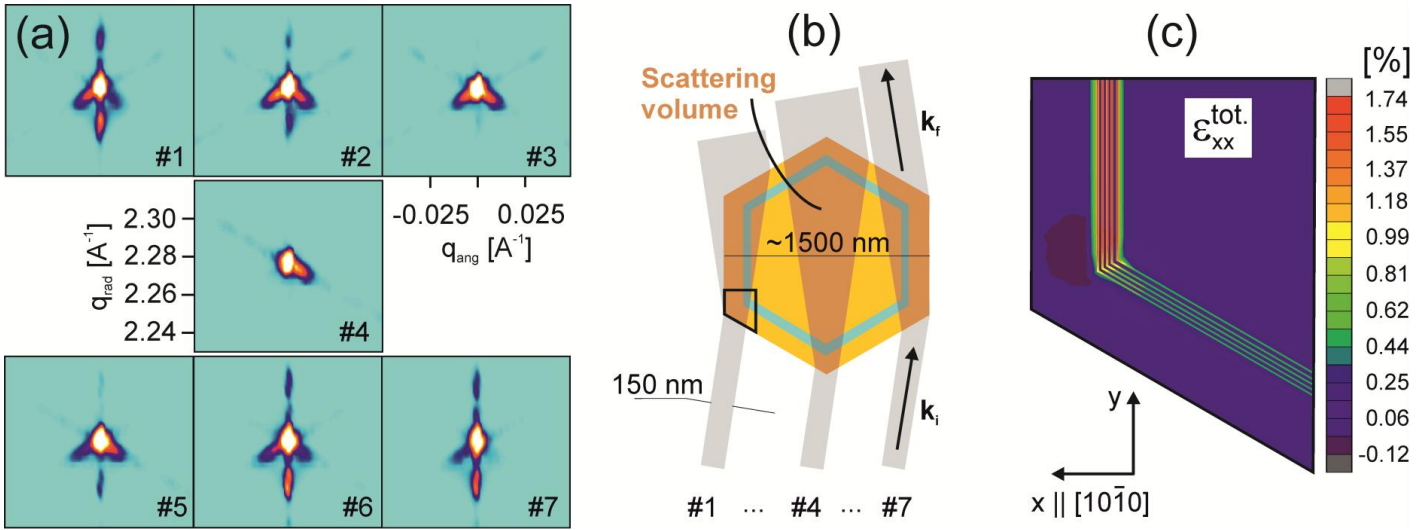 (a)
#1
#2
#3
-0.025
0.025
q_ang [A⁻¹]
q_rad [A⁻¹]
2.30
2.28
2.26
2.24
#4
#5
#6
#7
(b)
Scattering
volume
k_f
~1500 nm
150 nm
k_i
#1 ... #4 ... #7
(c)
[%]
ε_xx^tot.
1.74
1.55
1.37
1.18
0.99
0.81
0.62
0.44
0.25
0.06
-0.12
y
x || [101̄0]